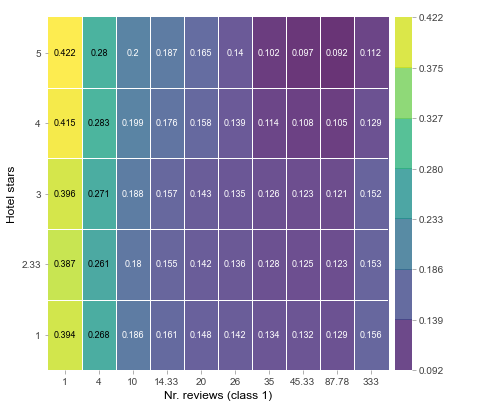 5 0.422 0.28 0.2 0.187 0.165 0.14 0.102 0.097 0.092 0.112
4 0.415 0.283 0.199 0.176 0.158 0.139 0.114 0.108 0.105 0.129
3 0.396 0.271 0.188 0.157 0.143 0.135 0.126 0.123 0.121 0.152
2.33 0.387 0.261 0.18 0.155 0.142 0.136 0.128 0.125 0.123 0.153
1 0.394 0.268 0.186 0.161 0.148 0.142 0.134 0.132 0.129 0.156
1 4 10 14.33 20 26 35 45.33 87.78 333
Nr. reviews (class 1)
Hotel stars
0.422
0.375
0.327
0.280
0.233
0.186
0.139
0.092